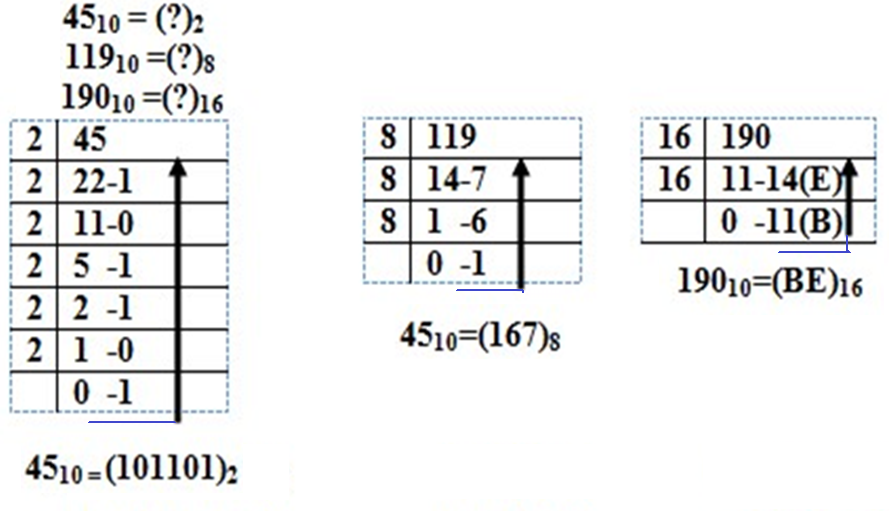 45₁₀ = (?)₂
119₁₀ =(?)₈
190₁₀ =(?)₁₆
2 45
2 22-1
2 11-0
2 5 -1
2 2 -1
2 1 -0
0 -1
45₁₀ = (101101)₂
8 119
8 14-7
8 1 -6
0 -1
45₁₀=(167)₈
16 190
16 11-14(E)
0 -11(B)
190₁₀=(BE)₁₆